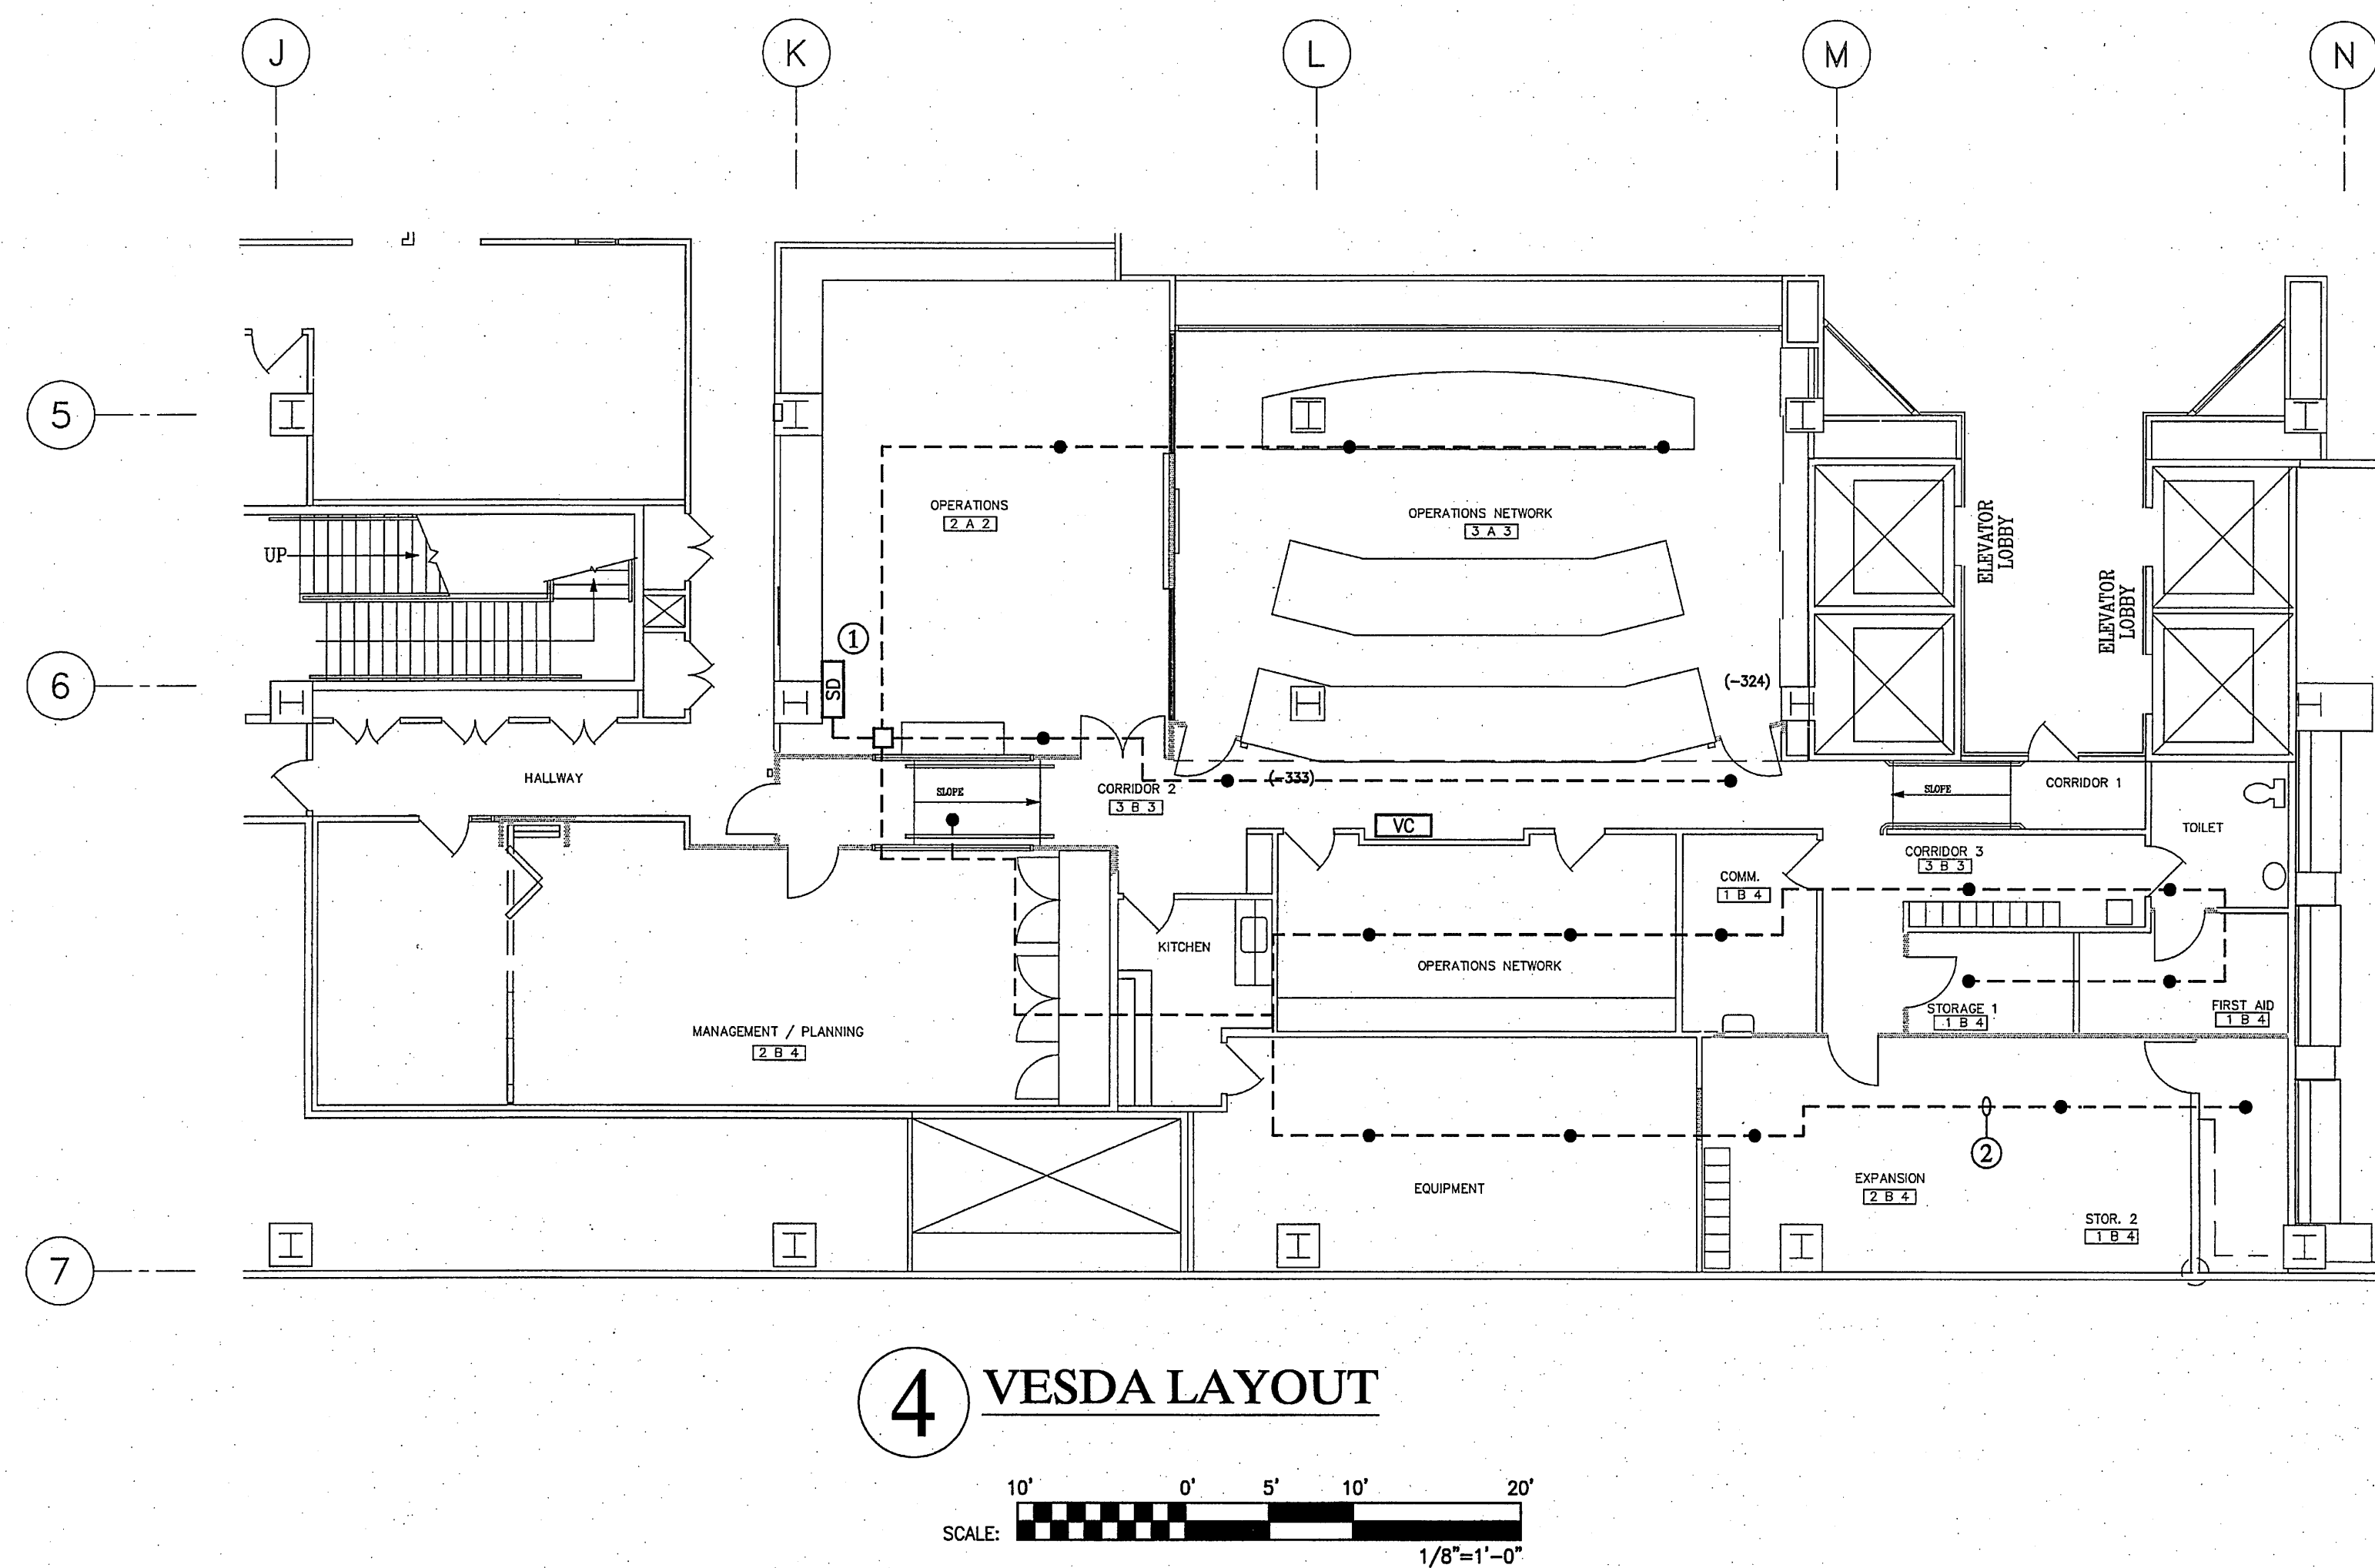 J
K
L
M
N
5
OPERATIONS
2 A 2
OPERATIONS NETWORK
3 A 3
ELEVATOR
LOBBY
ELEVATOR
LOBBY
UP
1
6
SD
(-324)
HALLWAY
SLOPE
CORRIDOR 2
3 B 3
(-333)
SLOPE
CORRIDOR 1
VC
TOILET
CORRIDOR 3
3 B 3
COMM.
1 B 4
KITCHEN
OPERATIONS NETWORK
STORAGE 1
1 B 4
FIRST AID
1 B 4
MANAGEMENT / PLANNING
2 B 4
2
EQUIPMENT
EXPANSION
2 B 4
STOR. 2
1 B 4
7
4 VESDA LAYOUT
10' 0' 5' 10' 20'
SCALE:
1/8"=1'-0"